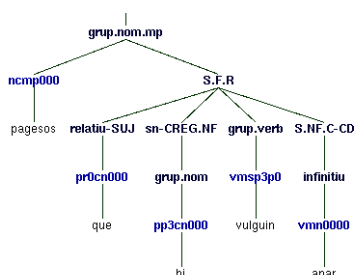 grup.nom.mp
ncmp000 S.F.R
pagesos relatiu-SUJ sn-CREG.NF grup.verb S.NF.C-CD
pr0cn000 grup.nom vmsp3p0 infinitiu
que pp3cn000 vulguin vmn0000
hi anar